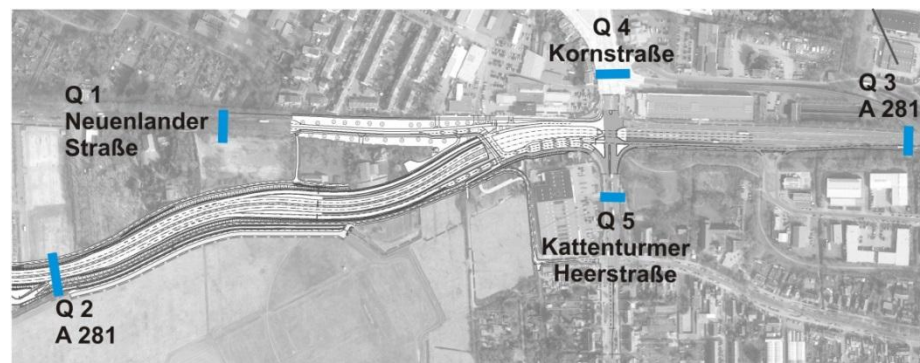 Q 4
Kornstraße
Q 1
Neuenlander
Straße
Q 3
A 281
Q 5
Kattenturmer
Heerstraße
Q 2
A 281